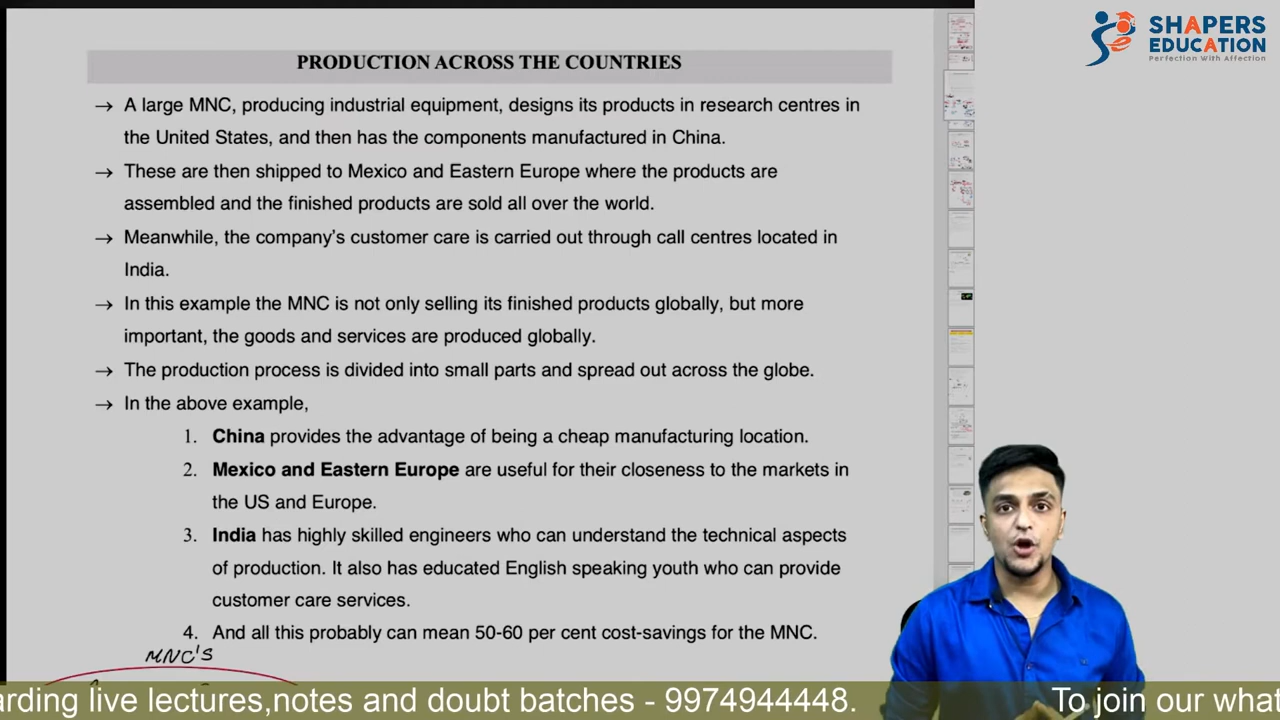 SHAPERS
EDUCATION
Perfection With Affection
PRODUCTION ACROSS THE COUNTRIES
→ A large MNC, producing industrial equipment, designs its products in research centres in
the United States, and then has the components manufactured in China.
→ These are then shipped to Mexico and Eastern Europe where the products are
assembled and the finished products are sold all over the world.
→ Meanwhile, the company's customer care is carried out through call centres located in
India.
→ In this example the MNC is not only selling its finished products globally, but more
important, the goods and services are produced globally.
→ The production process is divided into small parts and spread out across the globe.
→ In the above example,
1. China provides the advantage of being a cheap manufacturing location.
2. Mexico and Eastern Europe are useful for their closeness to the markets in
the US and Europe.
3. India has highly skilled engineers who can understand the technical aspects
of production. It also has educated English speaking youth who can provide
customer care services.
4. And all this probably can mean 50-60 per cent cost-savings for the MNC.
MNC'S
arding live lectures,notes and doubt batches - 9974944448. To join our what